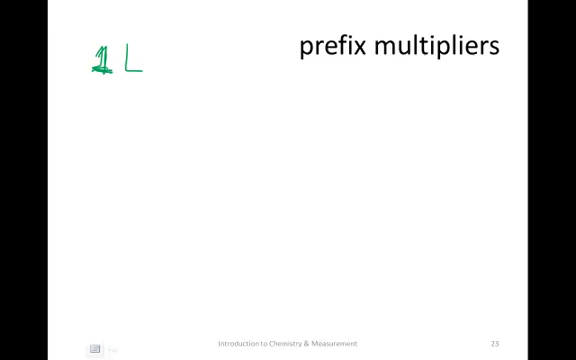 prefix multipliers
1 L
Introduction to Chemistry & Measurement
23